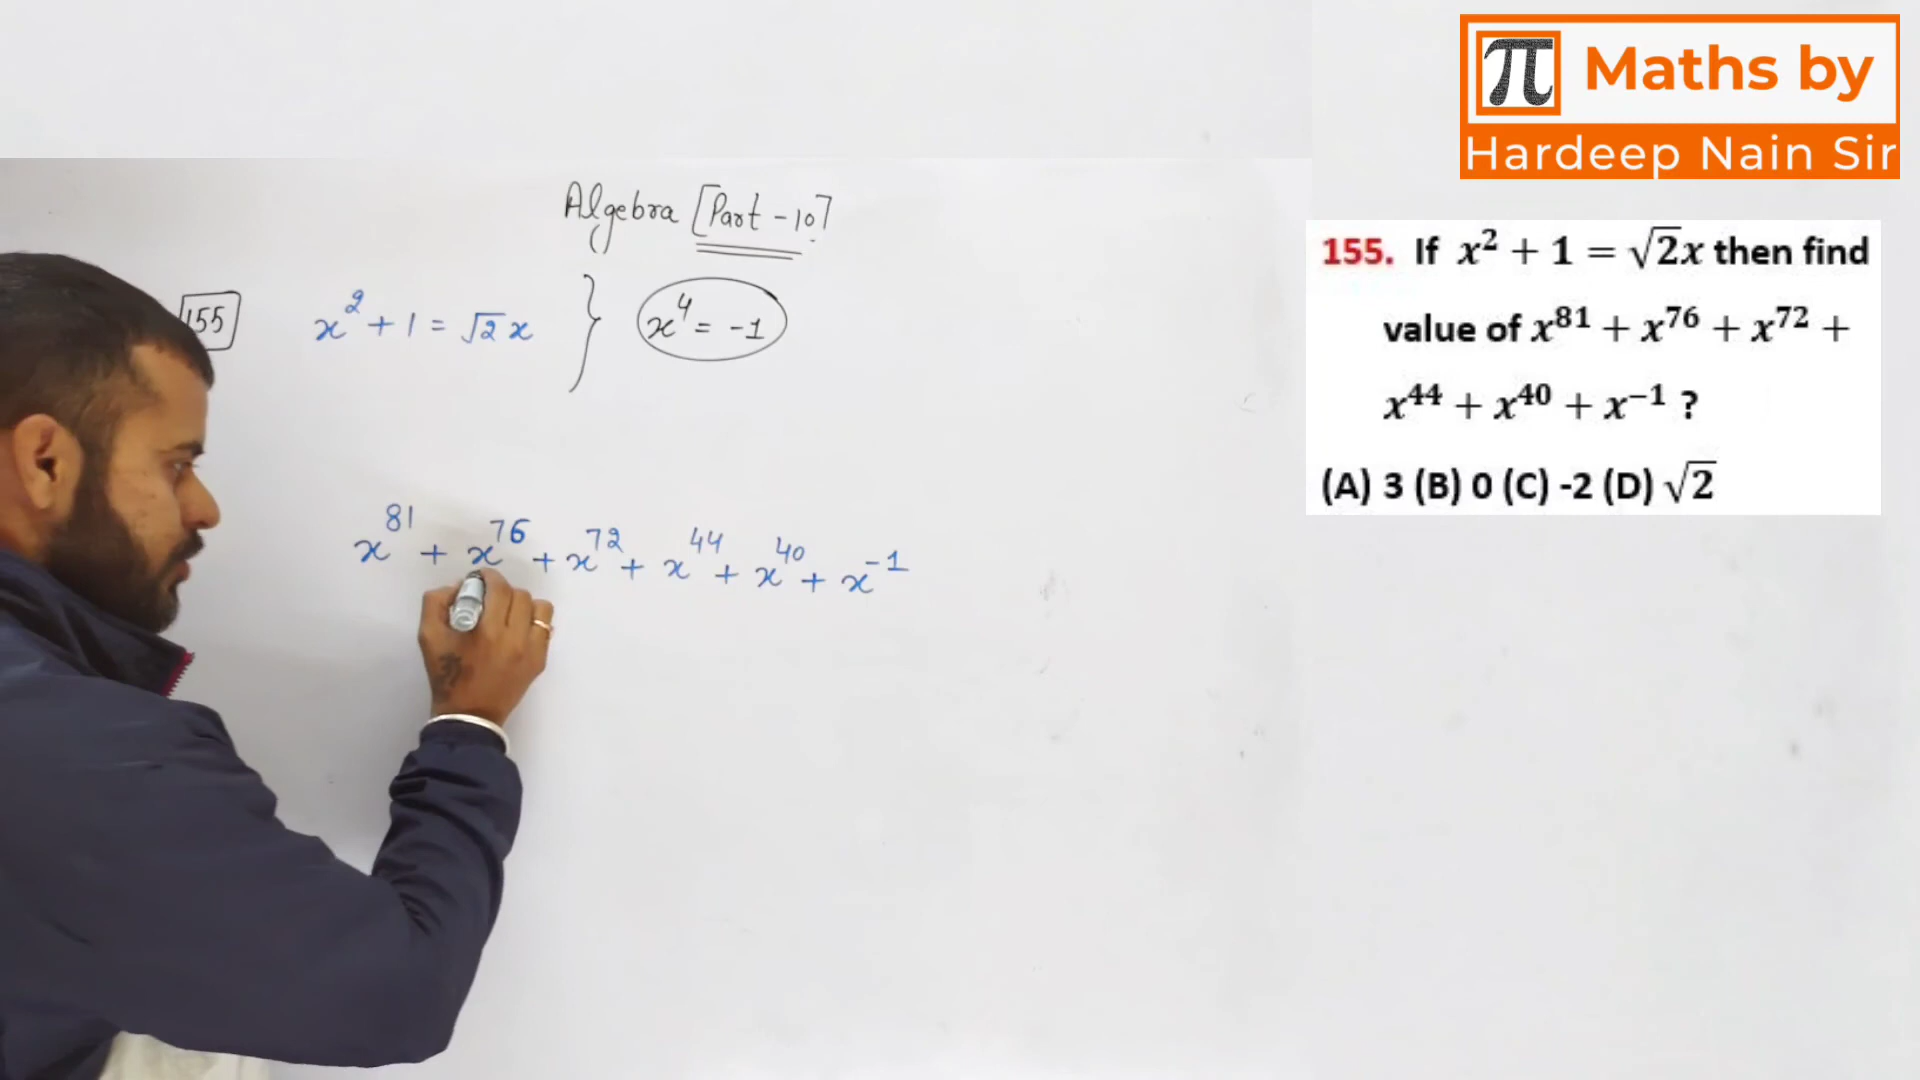 π Maths by
Hardeep Nain Sir
Algebra [Part - 10]
155 x² + 1 = √2 x } x⁴ = -1
x⁸¹ + x⁷⁶ + x⁷² + x⁴⁴ + x⁴⁰ + x⁻¹
155. If x² + 1 = √2x then find
value of x⁸¹ + x⁷⁶ + x⁷² +
x⁴⁴ + x⁴⁰ + x⁻¹ ?
(A) 3 (B) 0 (C) -2 (D) √2